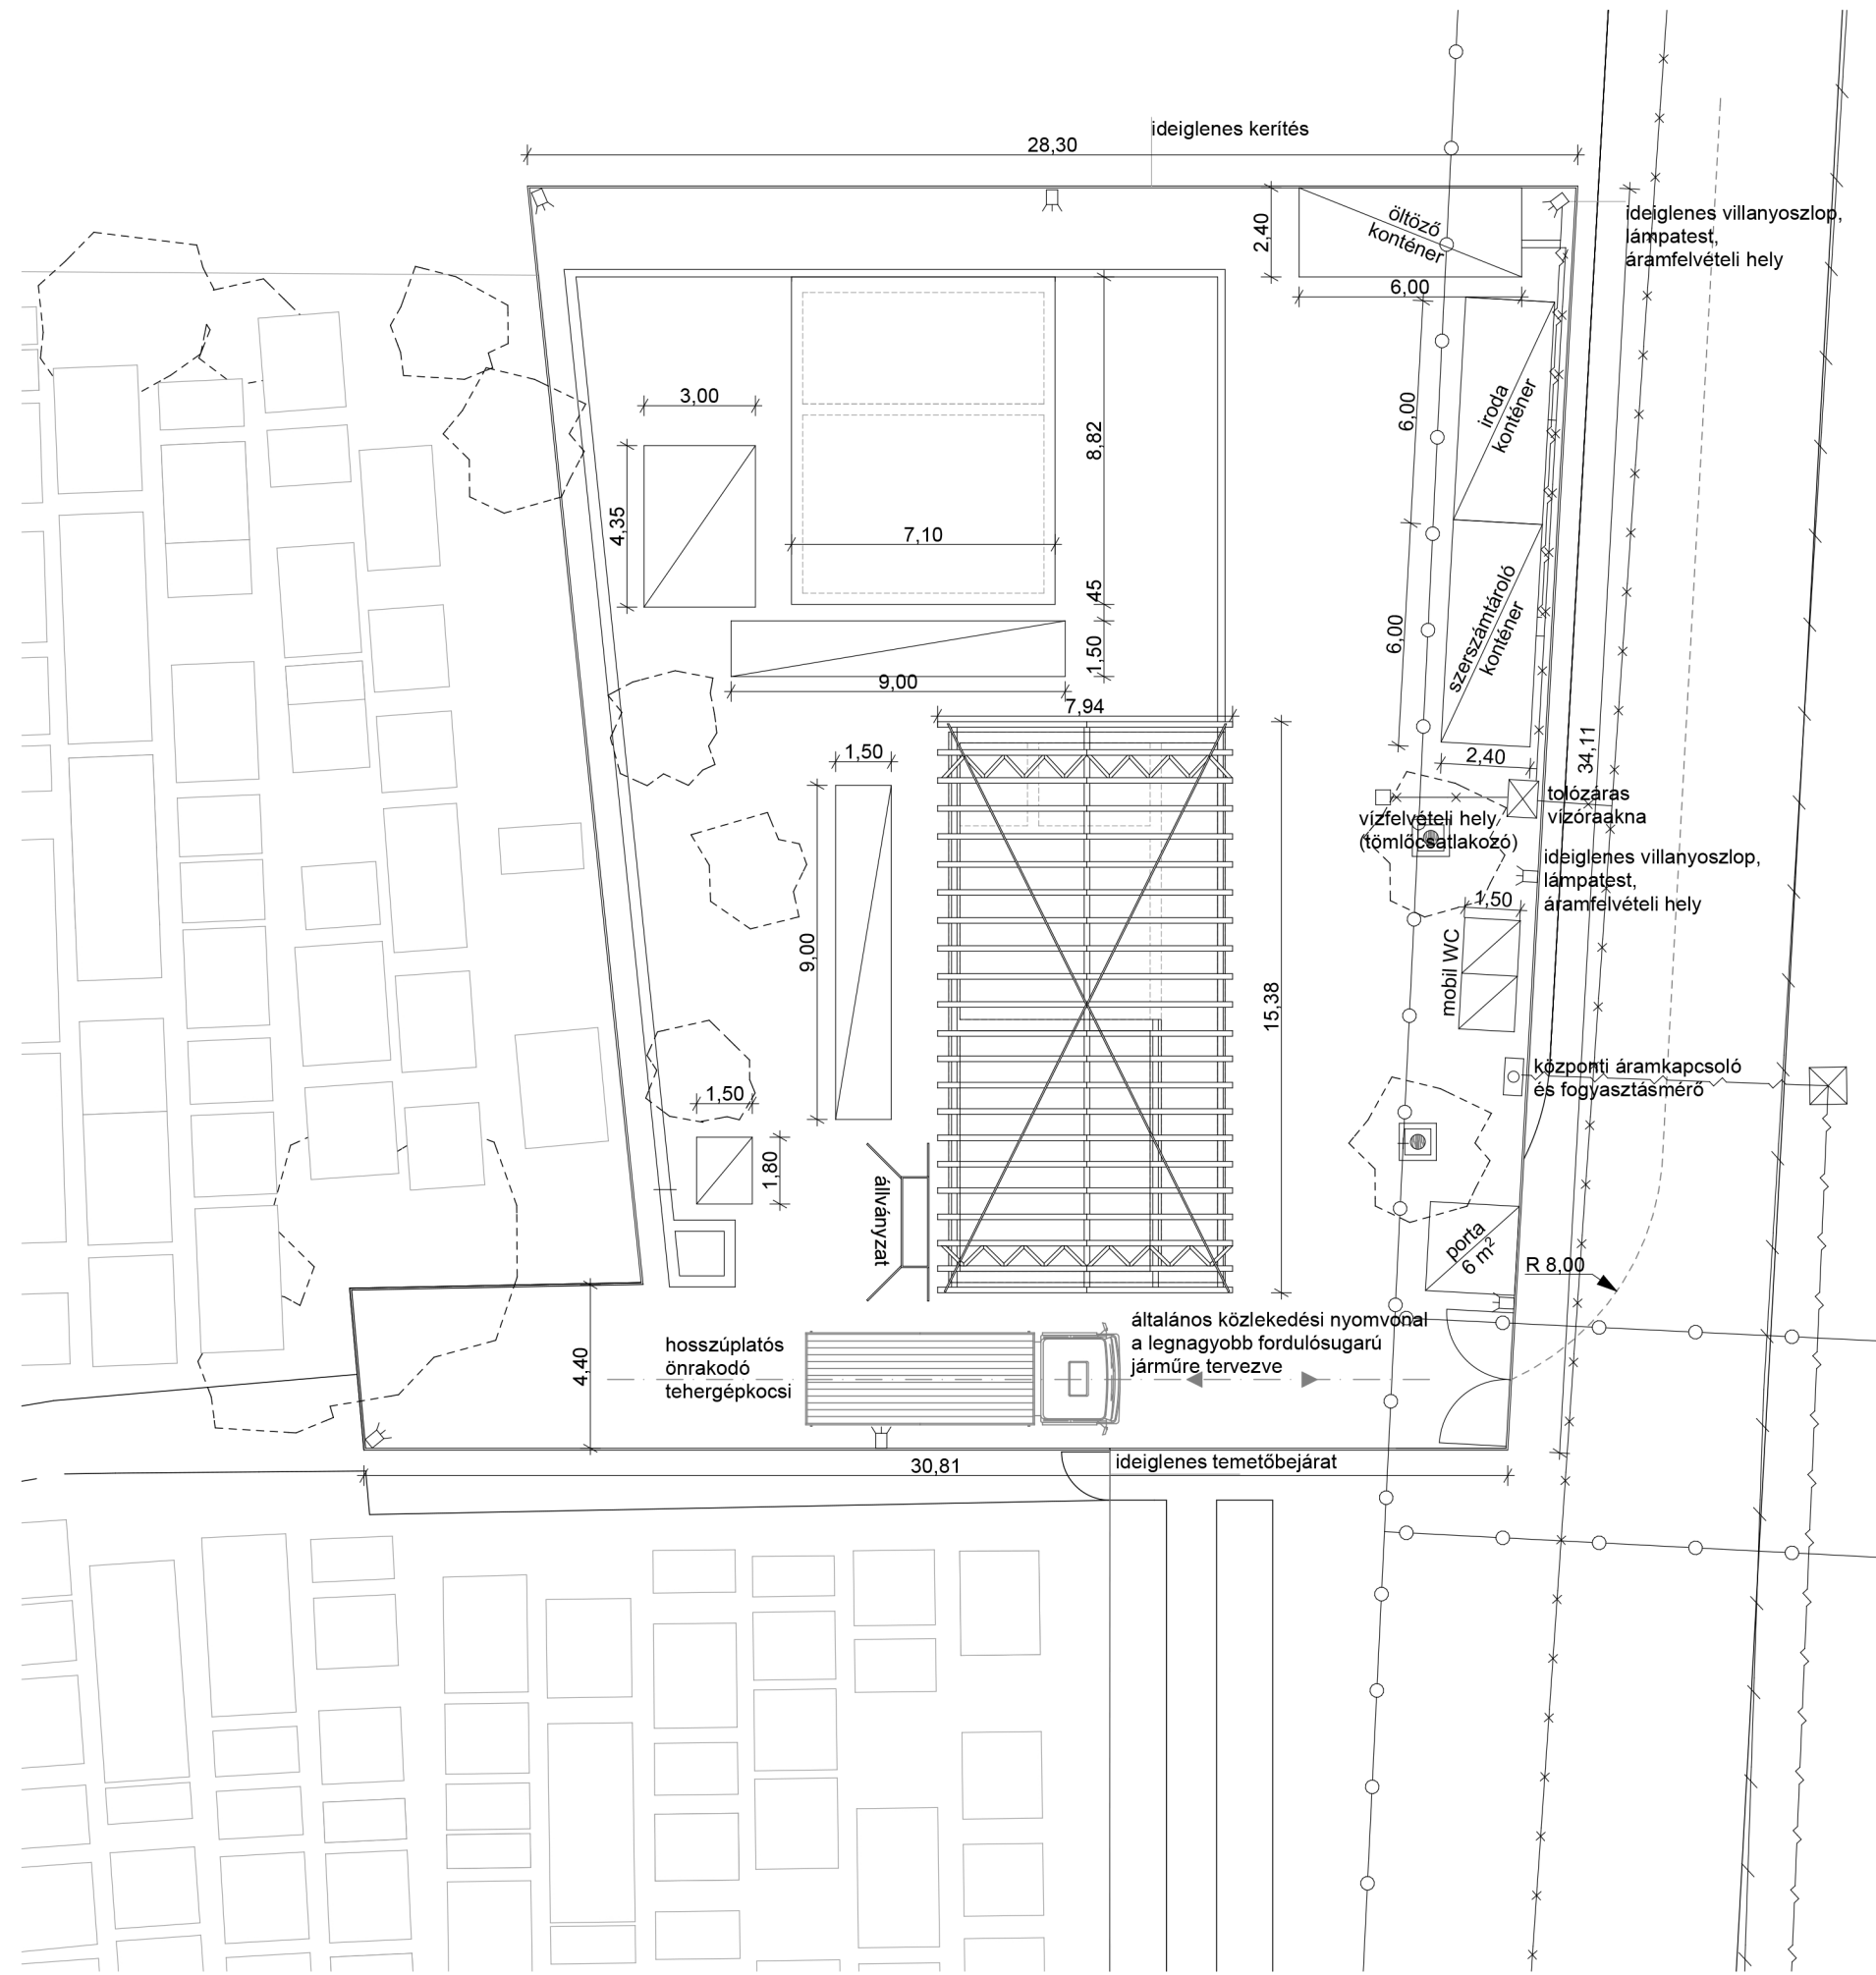 ideiglenes kerítés
28,30
öltöző
konténer
2,40
6,00
ideiglenes villanyoszlop,
lámpatest,
áramfelvételi hely
3,00
4,35
8,82
7,10
45
1,50
9,00
6,00
iroda
konténer
6,00
szerszámtároló
konténer
2,40
34,11
7,94
1,50
9,00
15,38
tolózáras
vízóraakna
vízfelvételi hely
(tömlőcsatlakozó)
ideiglenes villanyoszlop,
lámpatest,
áramfelvételi hely
1,50
mobil WC
központi áramkapcsoló
és fogyasztásmérő
1,50
1,80
állványzat
porta
6 m²
R 8,00
4,40
hosszúplatós
önrakodó
tehergépkocsi
általános közlekedési nyomvonal
a legnagyobb fordulósugarú
járműre tervezve
30,81
ideiglenes temetőbejárat